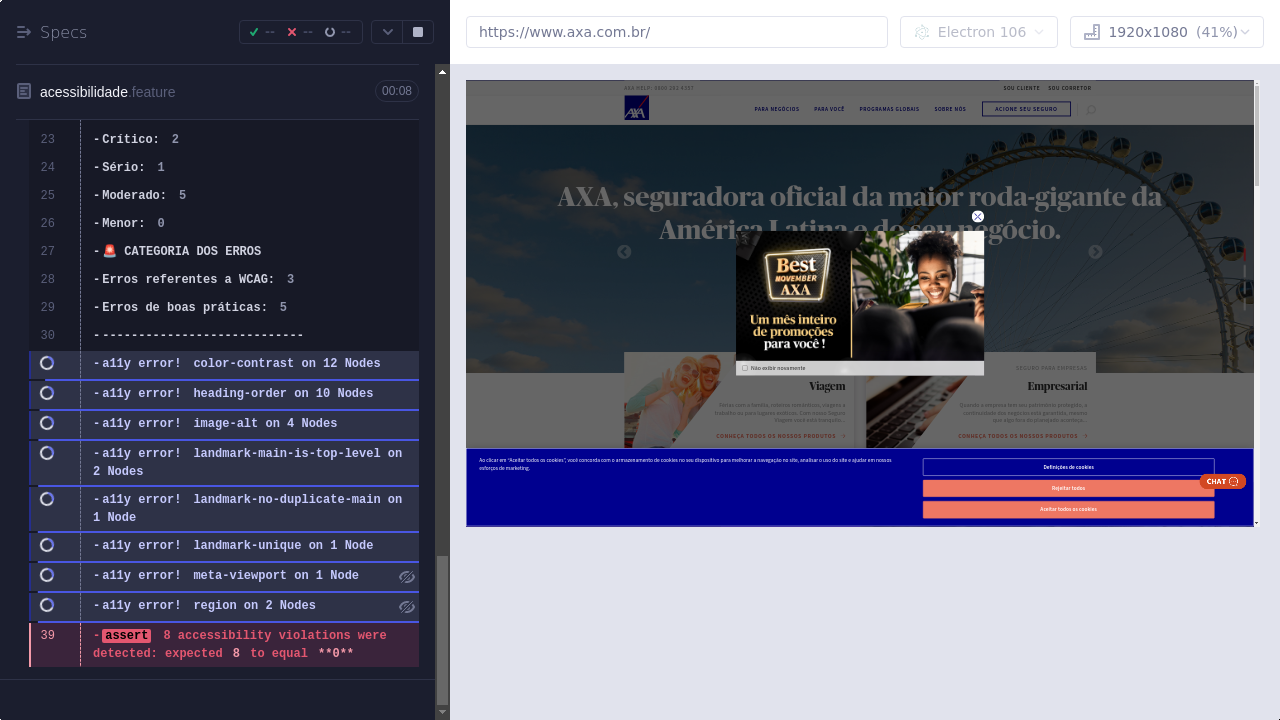 Specs
--
--
--
acessibilidade feature
00:08
23 - Crítico: 2
24 - Sério: 1
25 - Moderado: 5
26 - Menor: 0
27 - 🚨 CATEGORIA DOS ERROS
28 - Erros referentes a WCAG: 3
29 - Erros de boas práticas: 5
30 - ----------------------------
- a11y error! color-contrast on 12 Nodes
- a11y error! heading-order on 10 Nodes
- a11y error! image-alt on 4 Nodes
- a11y error! landmark-main-is-top-level on
- a11y error! landmark-no-duplicate-main on
1 Node
- a11y error! landmark-unique on 1 Node
- a11y error! meta-viewport on 1 Node
- a11y error! region on 2 Nodes
39 - assert 8 accessibility violations were
detected: expected 8 to equal **0**
https://www.axa.com.br/
Electron 106
1920x1080 (41%)
SOU CLIENTE SOU CORRETOR
AXA
PARA NEGÓCIOS PARA VOCÊ PROGRAMAS GLOBAIS SOBRE NÓS ACIONE SEU SEGURO
AXA, seguradora oficial da maior roda-gigante da
América Latina e do seu negócio.
Best
NOVEMBER
AXA
Um mês inteiro
de promoções
para você !
Não exibir novamente
Viagem
CONHEÇA TODOS OS NOSSOS PRODUTOS
SEGURO PARA EMPRESAS
Empresarial
CONHEÇA TODOS OS NOSSOS PRODUTOS
Ao clicar em "Aceitar todos os cookies", você concorda com o armazenamento de cookies no seu dispositivo para melhorar a navegação no site, analisar o uso do site e ajudar em nossos
esforços de marketing.
Definições de cookies
Rejeitar todos
Aceitar todos os cookies
CHAT